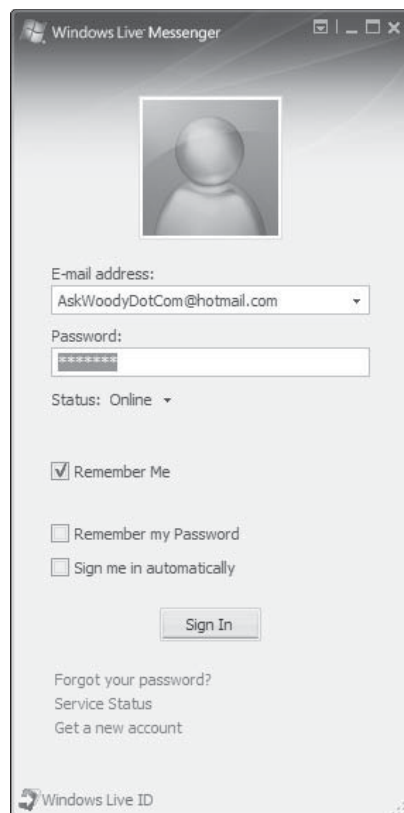 Windows Live Messenger
E-mail address:
AskWoodyDotCom@hotmail.com
Password:
*******
Status: Online
Remember Me
Remember my Password
Sign me in automatically
Sign In
Forgot your password?
Service Status
Get a new account
Windows Live ID